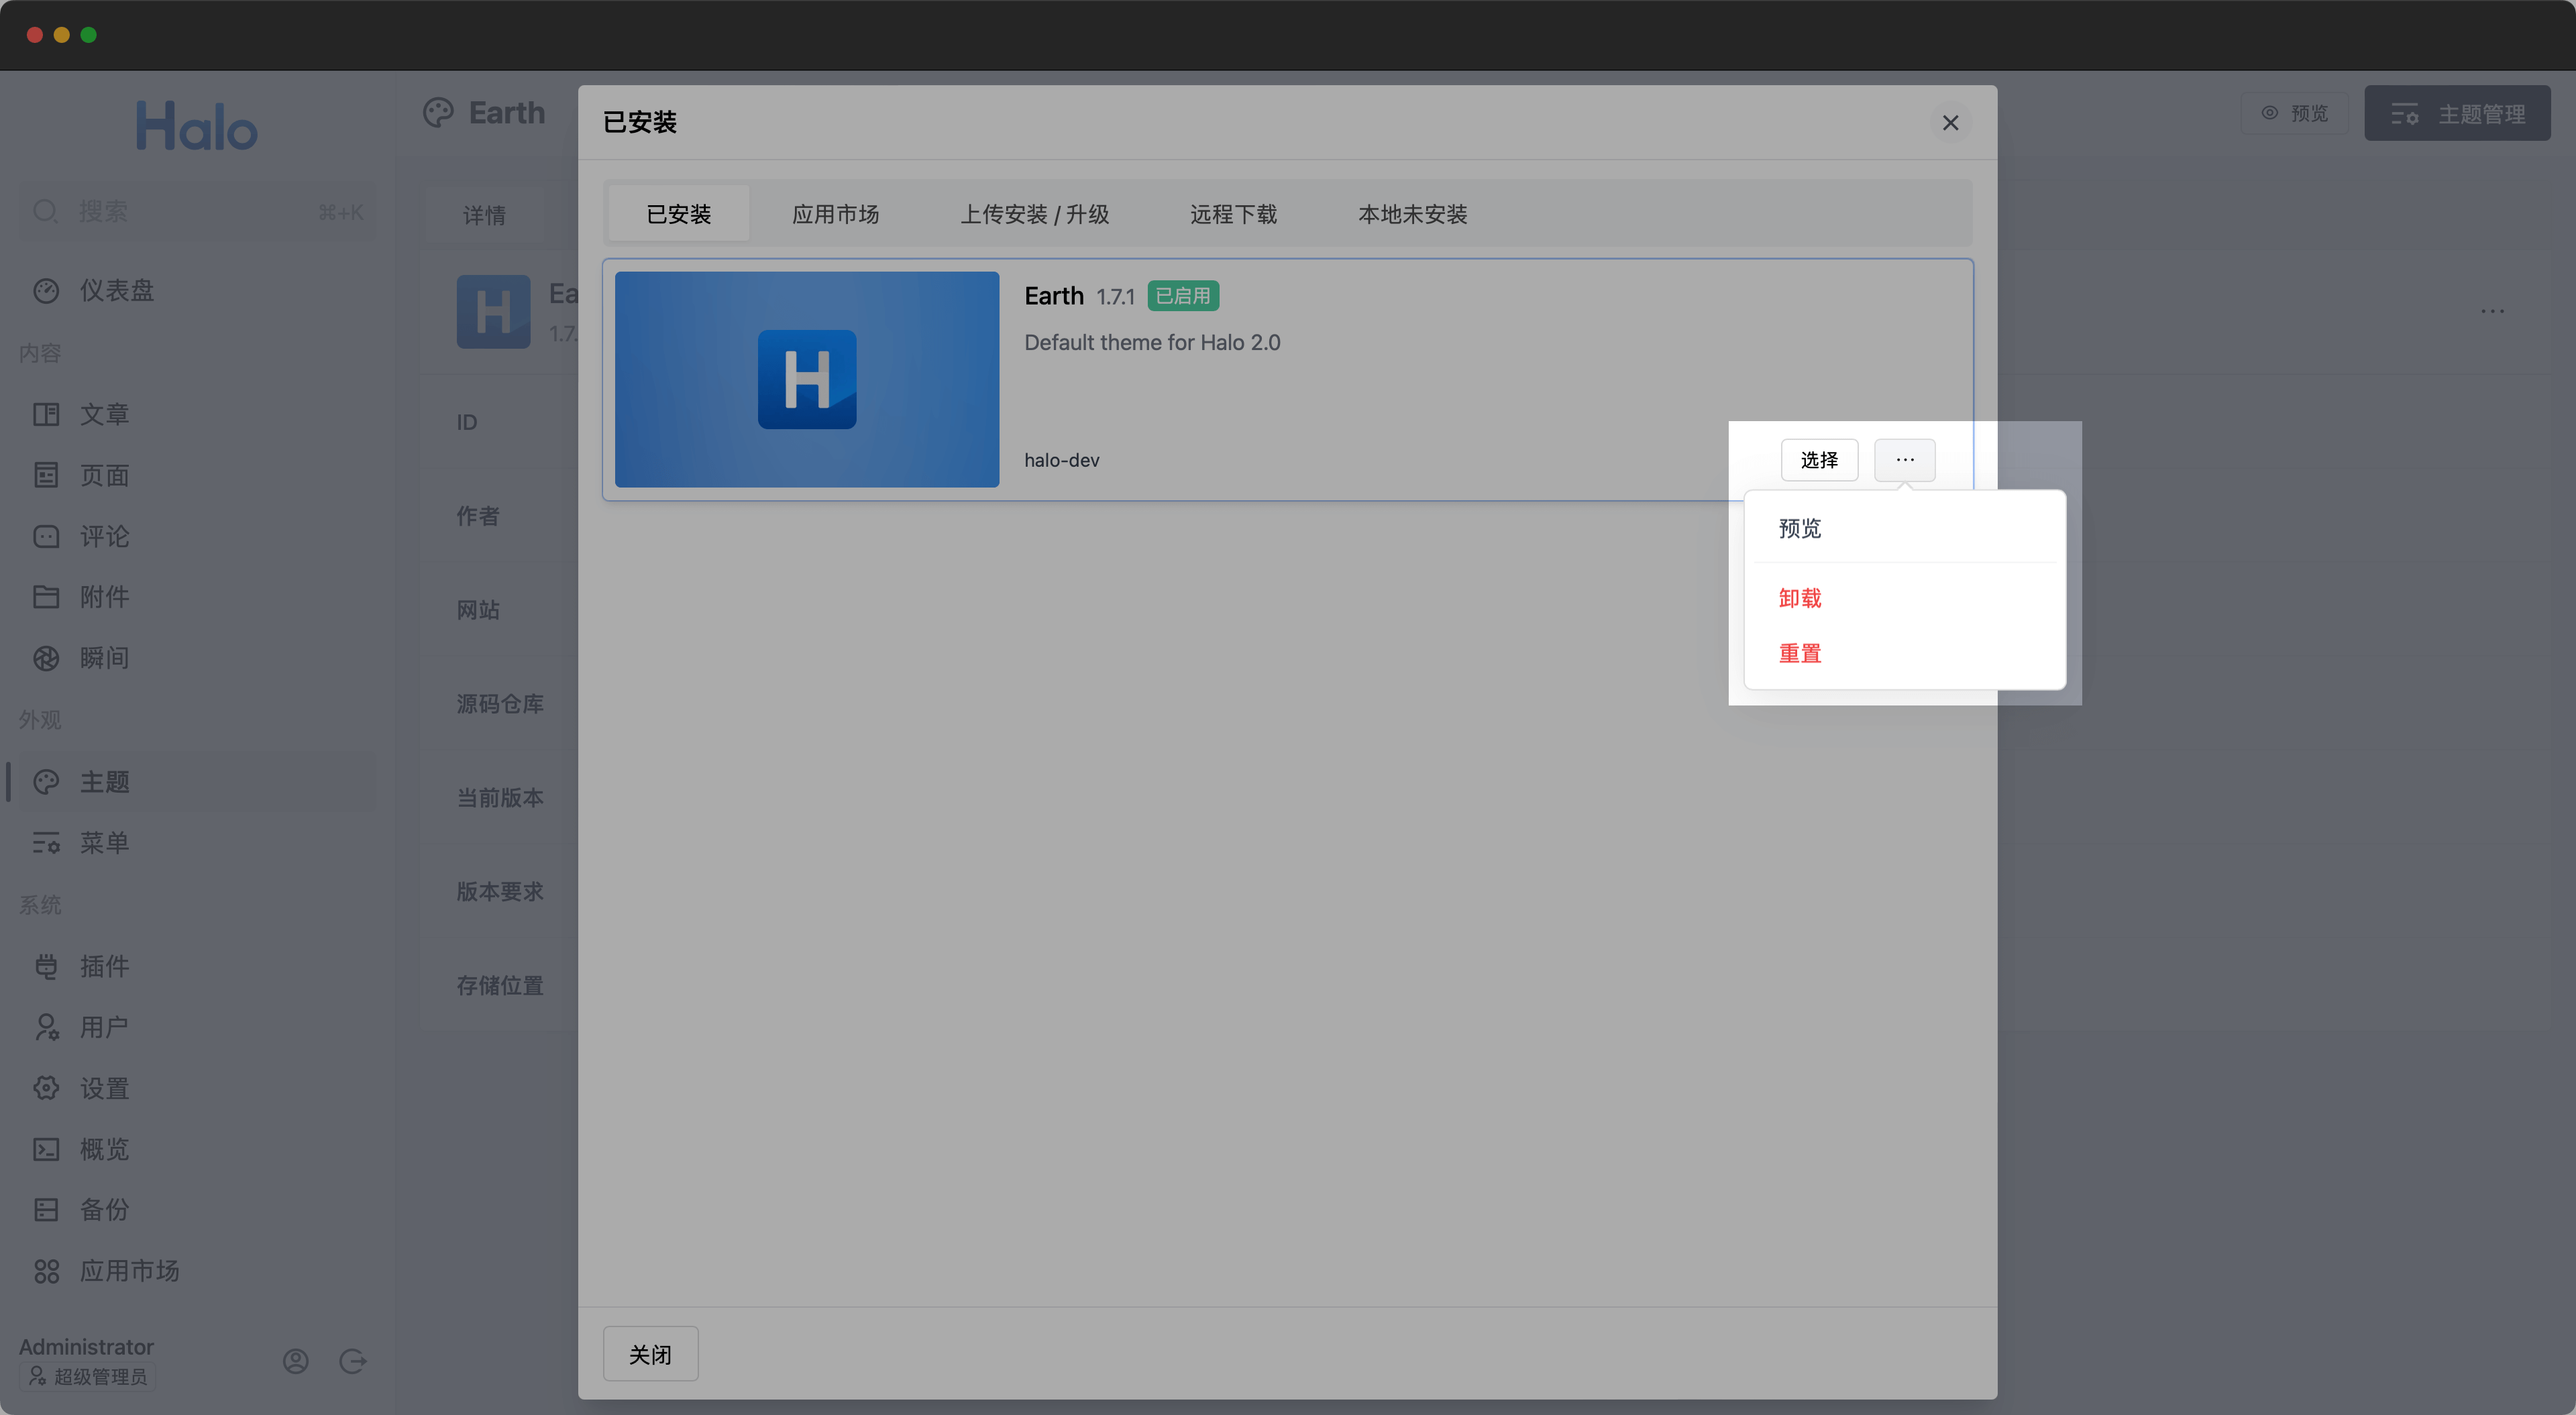 Halo
搜索
⌘+K
仪表盘
内容
文章
页面
评论
附件
瞬间
外观
主题
菜单
系统
插件
用户
设置
概览
备份
应用市场
Administrator
超级管理员
Earth
预览
主题管理
详情
Ea
1.7.
ID
作者
网站
源码仓库
当前版本
版本要求
存储位置
已安装
已安装
应用市场
上传安装 / 升级
远程下载
本地未安装
H
H
Earth 1.7.1 已启用
Default theme for Halo 2.0
halo-dev
选择
预览
卸载
重置
关闭